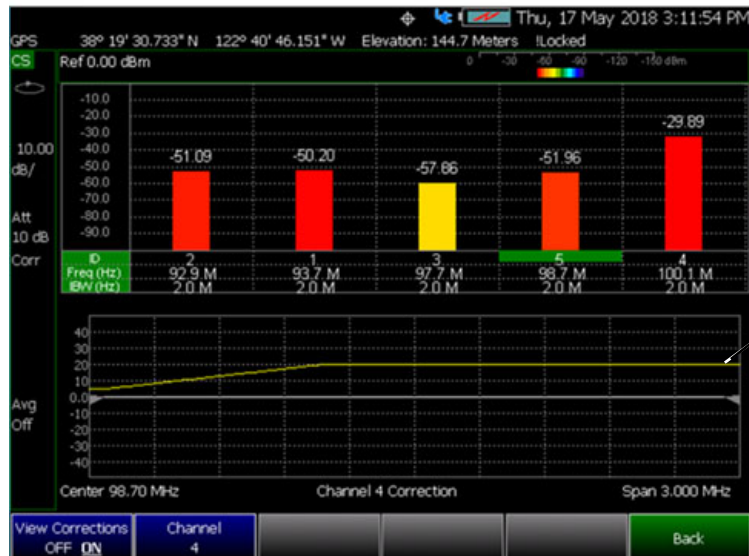 Thu, 17 May 2018 3:11:54 PM
GPS 38º 19' 30.733" N 122º 40' 46.151" W Elevation: 144.7 Meters !Locked
CS Ref 0.00 dBm 0 -30 -60 -90 -120 -150 dBm
-10.0
-20.0
-30.0 -29.89
10.00 -40.0
dB/ -50.0 -51.09 -50.20 -57.86 -51.96
-60.0
-70.0
Att -80.0
10 dB -90.0
Corr ID 2 1 3 5 4
Freq (Hz) 92.9 M 93.7 M 97.7 M 98.7 M 100.1 M
IBW (Hz) 2.0 M 2.0 M 2.0 M 2.0 M 2.0 M
40
30
20
10
Avg 0.0
Off -10
-20
-30
-40
Center 98.70 MHz Channel 4 Correction Span 3.000 MHz
View Corrections Channel Back
OFF ON 4